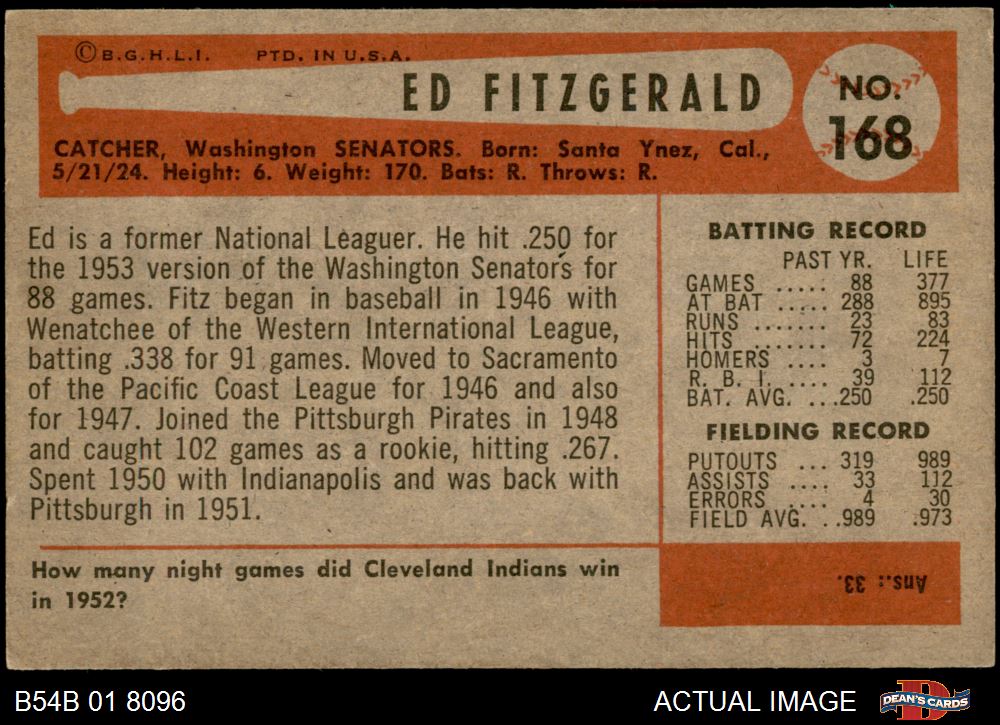 ©B.G.H.L.I. PTD. IN U.S.A.
ED FITZGERALD
NO.
168
CATCHER, Washington SENATORS. Born: Santa Ynez, Cal.,
5/21/24. Height: 6. Weight: 170. Bats: R. Throws: R.
Ed is a former National Leaguer. He hit .250 for
the 1953 version of the Washington Senators for
88 games. Fitz began in baseball in 1946 with
Wenatchee of the Western International League,
batting .338 for 91 games. Moved to Sacramento
of the Pacific Coast League for 1946 and also
for 1947. Joined the Pittsburgh Pirates in 1948
and caught 102 games as a rookie, hitting .267.
Spent 1950 with Indianapolis and was back with
Pittsburgh in 1951.
BATTING RECORD
PAST YR. LIFE
GAMES ..... 88 377
AT BAT ..... 288 895
RUNS ....... 23 83
HITS ....... 72 224
HOMERS .... 3 7
R. B. I. .... 39 112
BAT. AVG. ...250 .250
FIELDING RECORD
PUTOUTS ... 319 989
ASSISTS .... 33 112
ERRORS .... 4 30
FIELD AVG. ..989 .973
How many night games did Cleveland Indians win
in 1952?
Ans.: 33.
B54B 01 8096
ACTUAL IMAGE
DEAN'S CARDS